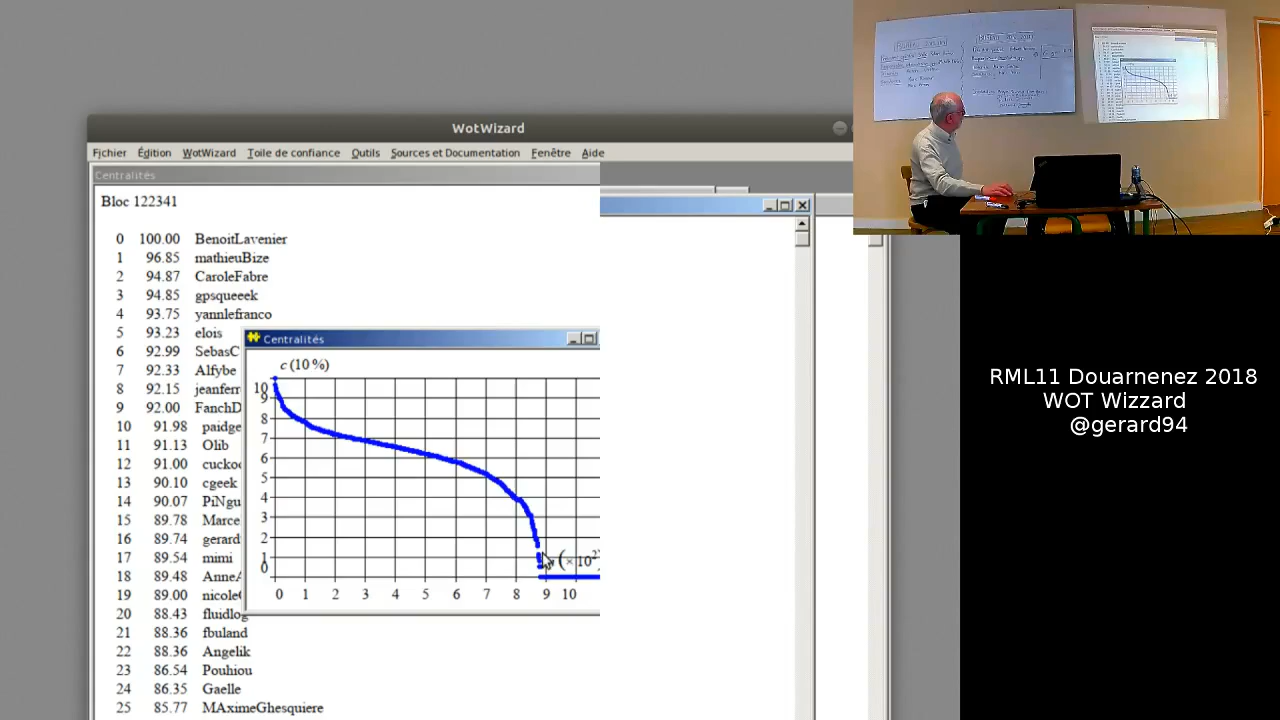 WotWizard
Fichier Édition WotWizard Toile de confiance Outils Sources et Documentation Fenêtre Aide
Centralités
Bloc 122341
0 100.00 BenoitLavenier
1 96.85 mathieuBize
2 94.87 CaroleFabre
3 94.85 gpsqueeek
4 93.75 yannlefranco
5 93.23 elois
6 92.99 SebasC
7 92.33 Alfybe
8 92.15 jeanferr
9 92.00 FanchD
10 91.98 paidge
11 91.13 Olib
12 91.00 cuckoo
13 90.10 cgeek
14 90.07 PiNgu
15 89.78 Marce
16 89.74 gerard
17 89.54 mimi
18 89.48 AnneA
19 89.00 nicole
20 88.43 fluidlog
21 88.36 fbuland
22 88.36 Angelik
23 86.54 Pouhiou
24 86.35 Gaelle
25 85.77 MAximeGhesquiere
Centralités
c (10 %)
10
9
8
7
6
5
4
3
2
1
0
(× 10²)
0 1 2 3 4 5 6 7 8 9 10
RML11 Douarnenez 2018
WOT Wizzard
@gerard94